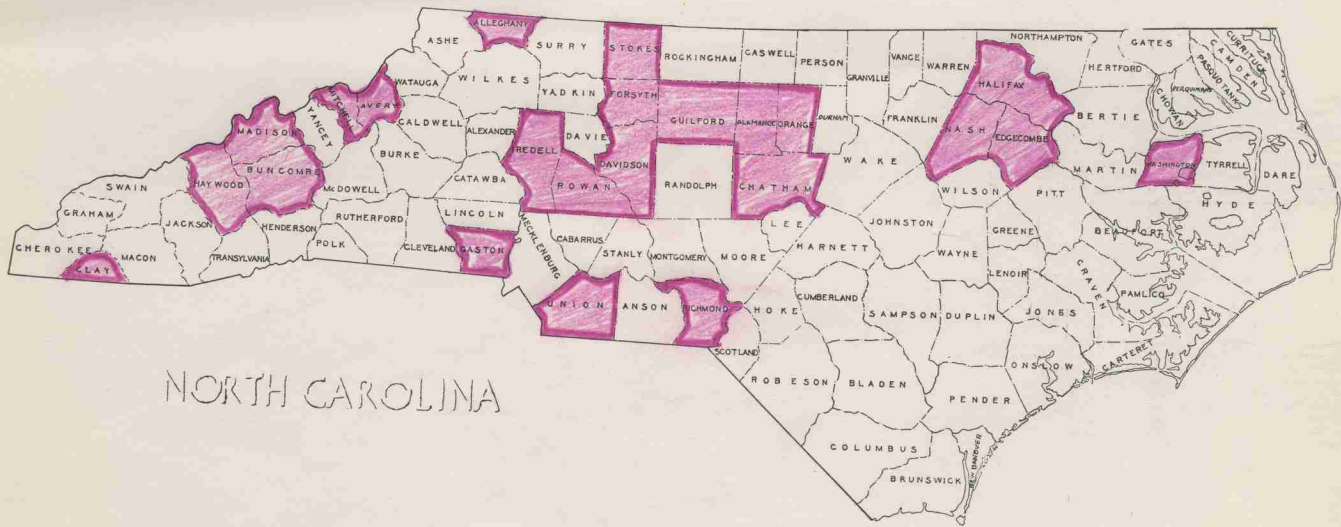 ALLEGHANY
ASHE
SURRY
STOKES
ROCKINGHAM
CASWELL
PERSON
GRANVILLE
VANCE
WARREN
NORTHAMPTON
GATES
CURRITUCK
CAMDEN
PASQUOTANK
PERQUIMANS
CHOWAN
HERTFORD
HALIFAX
WATAUGA
WILKES
YADKIN
FORSYTH
GUILFORD
ALAMANCE
ORANGE
DURHAM
FRANKLIN
NASH
EDGECOMBE
BERTIE
MITCHELL
AVERY
YANCEY
CALDWELL
ALEXANDER
DAVIE
IREDELL
MADISON
BUNCOMBE
HAYWOOD
BURKE
McDOWELL
CATAWBA
ROWAN
DAVIDSON
RANDOLPH
CHATHAM
WAKE
WILSON
MARTIN
WASHINGTON
TYRRELL
DARE
SWAIN
GRAHAM
JACKSON
HENDERSON
RUTHERFORD
LINCOLN
MECKLENBURG
CABARRUS
LEE
JOHNSTON
PITT
HYDE
BEAUFORT
CHEROKEE
MACON
CLAY
TRANSYLVANIA
POLK
CLEVELAND
GASTON
STANLY
MONTGOMERY
MOORE
HARNETT
WAYNE
GREENE
LENOIR
CRAVEN
PAMLICO
UNION
ANSON
RICHMOND
HOKE
CUMBERLAND
SAMPSON
DUPLIN
JONES
CARTERET
SCOTLAND
ROBESON
BLADEN
ONSLOW
PENDER
COLUMBUS
BRUNSWICK
NEW HANOVER
NORTH CAROLINA